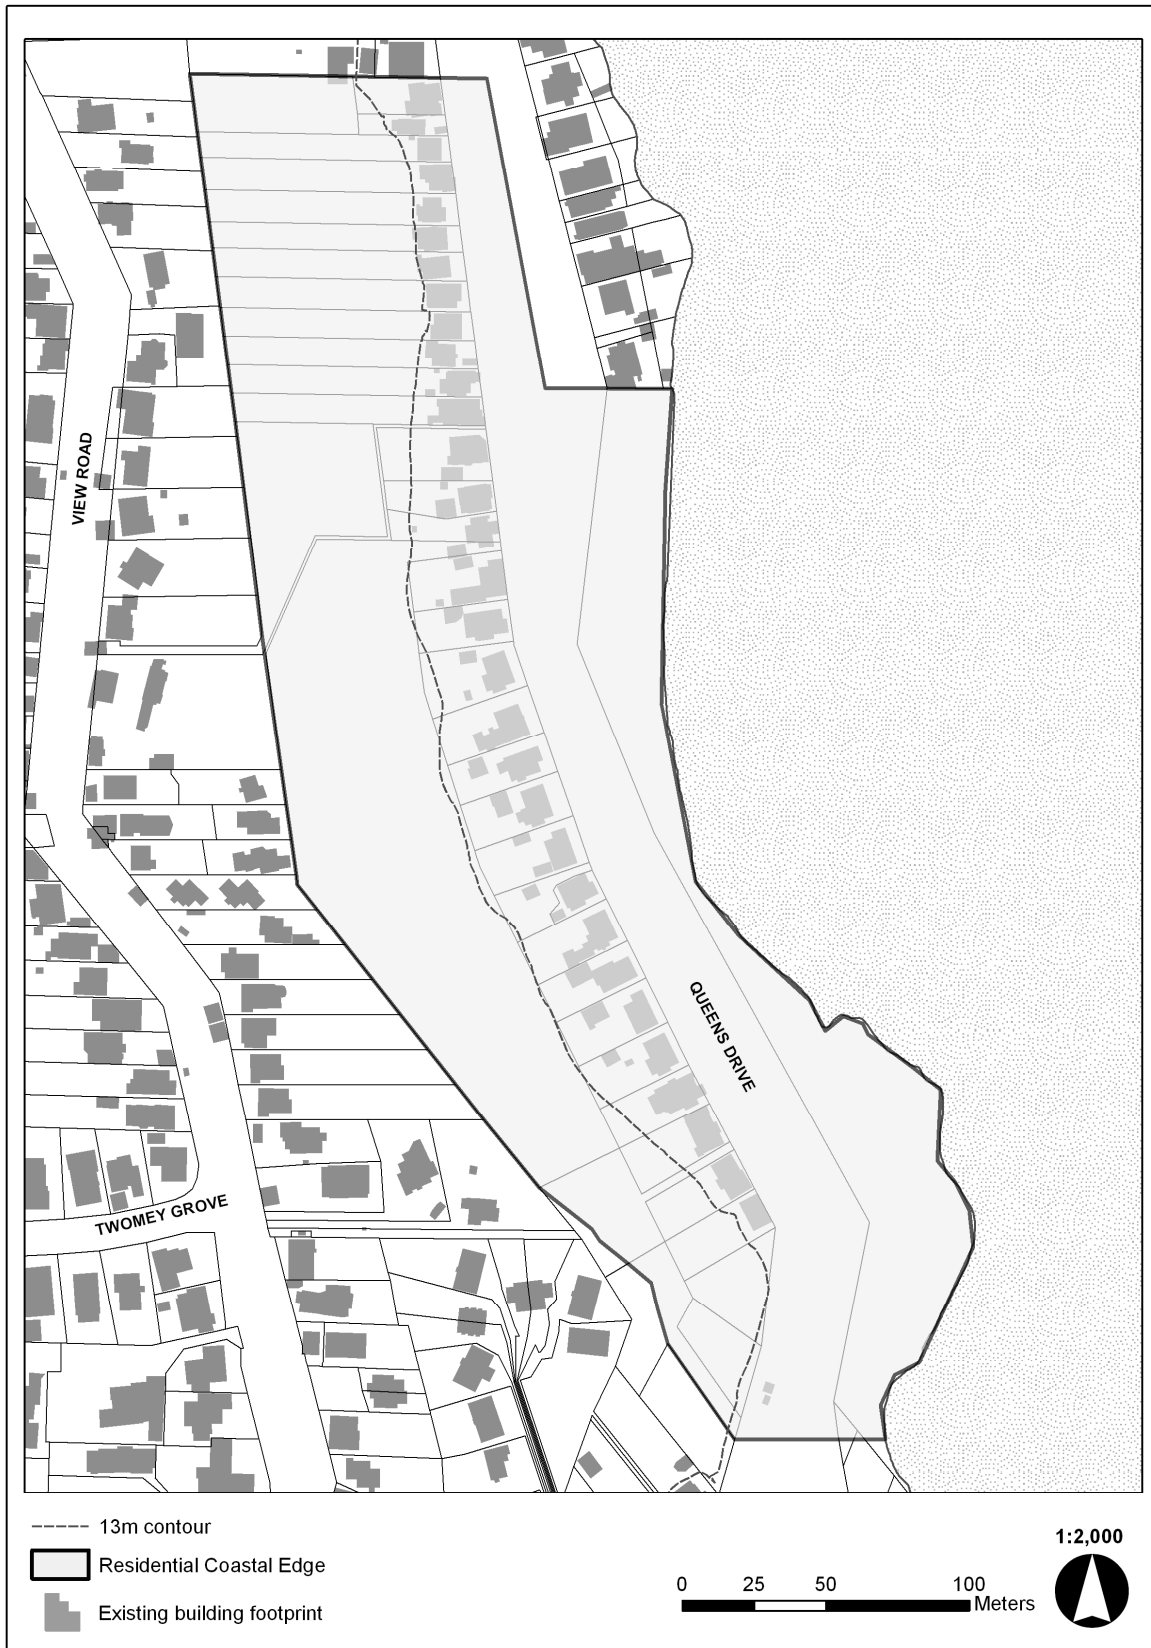 VIEW ROAD
QUEENS DRIVE
TWOMEY GROVE
13m contour
Residential Coastal Edge
Existing building footprint
0 25 50 100
Meters
1:2,000